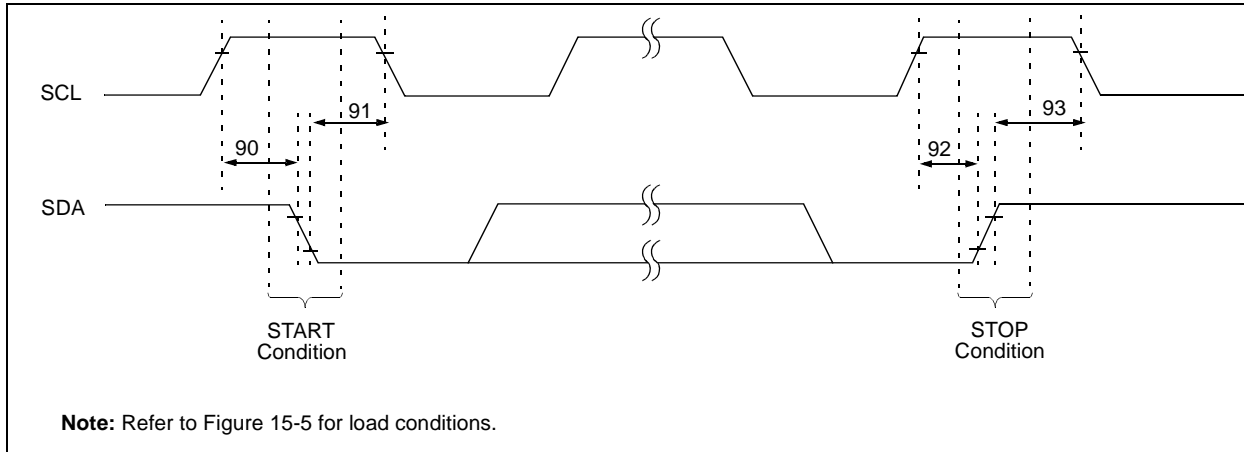 SCL
91
93
90
92
SDA
START
Condition
STOP
Condition
Note: Refer to Figure 15-5 for load conditions.